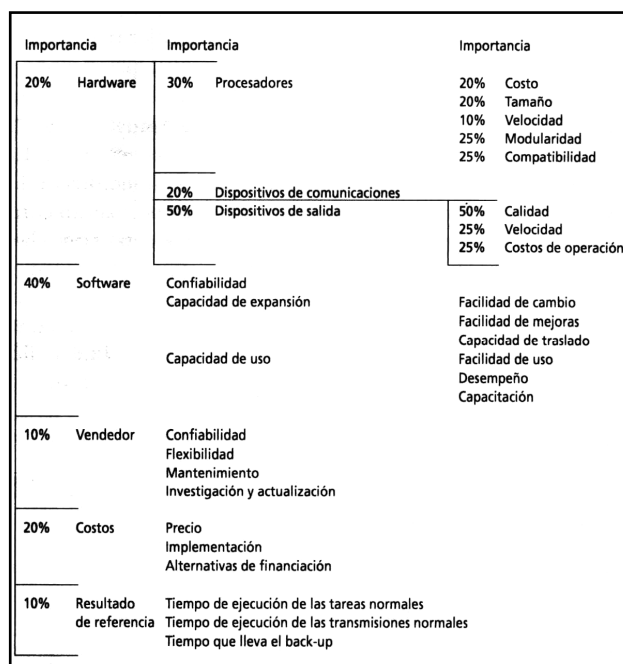 Importancia Importancia Importancia
20% Hardware 30% Procesadores 20% Costo
20% Tamaño
10% Velocidad
25% Modularidad
25% Compatibilidad
20% Dispositivos de comunicaciones
50% Dispositivos de salida 50% Calidad
25% Velocidad
25% Costos de operación
40% Software Confiabilidad
Capacidad de expansión Facilidad de cambio
Facilidad de mejoras
Capacidad de traslado
Capacidad de uso Facilidad de uso
Desempeño
Capacitación
10% Vendedor Confiabilidad
Flexibilidad
Mantenimiento
Investigación y actualización
20% Costos Precio
Implementación
Alternativas de financiación
10% Resultado Tiempo de ejecución de las tareas normales
de referencia Tiempo de ejecución de las transmisiones normales
Tiempo que lleva el back-up